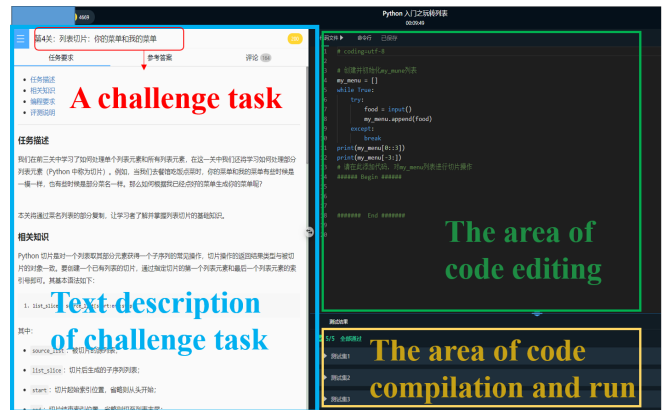 4669
Python 入门之玩转列表
00:09:49
第4关：列表切片：你的菜单和我的菜单
任务要求
参考答案
评论
A challenge task
任务描述
相关知识
编程要求
评测说明
任务描述
我们在前三关中学习了如何处理单个列表元素和所有列表元素，在这一关中我们还将学习如何处理部分
列表元素（Python 中称为切片）。例如，当我们去餐馆吃饭点菜时，你的菜单和我的菜单有些时候是
一模一样，也有些时候是部分菜名一样。那么如何根据我已经点好的菜单生成你的菜单呢？
本关将通过菜名列表的部分复制，让学习者了解并掌握列表切片的基础知识。
相关知识
Python 切片是对一个列表取其部分元素获得一个子序列的常见操作，切片操作的返回结果类型与被切
片的对象一致。要创建一个已有列表的切片，通过指定切片的第一个列表元素和最后一个列表元素的索
引号即可。其基本语法如下：
Text description
of challenge task
其中：
source_list：被切片的源列表；
list_slice：切片后生成的子序列列表；
start：切片起始索引位置，省略则从头开始；
命令行
已保存
# coding=utf-8
# 创建并初始化my_menu列表
my_menu = []
while True:
try:
food = input()
my_menu.append(food)
except:
break
print(my_menu[0::3])
print(my_menu[-3:])
# 请在此添加代码，对my_menu列表进行切片操作
###### Begin ######
####### End #######
The area of
code editing
测试结果
5/5 全部通过
测试集1
测试集2
测试集3
The area of code
compilation and run